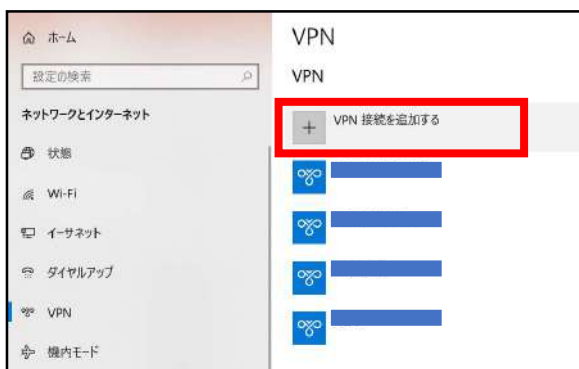 ホーム
設定の検索
ネットワークとインターネット
状態
Wi-Fi
イーサネット
ダイヤルアップ
VPN
機内モード
VPN
VPN
VPN 接続を追加する